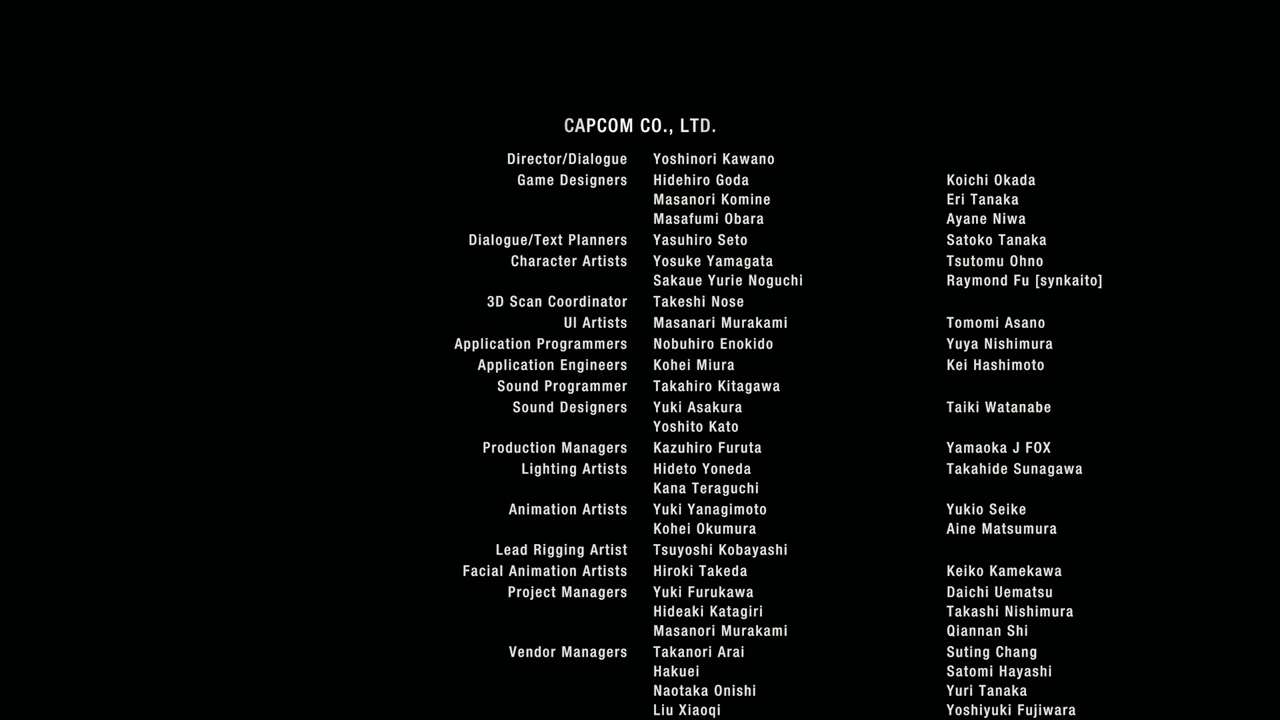 CAPCOM CO., LTD.
Director/Dialogue Yoshinori Kawano
Game Designers Hidehiro Goda Koichi Okada
Masanori Komine Eri Tanaka
Masafumi Obara Ayane Niwa
Dialogue/Text Planners Yasuhiro Seto Satoko Tanaka
Character Artists Yosuke Yamagata Tsutomu Ohno
Sakaue Yurie Noguchi Raymond Fu [synkaito]
3D Scan Coordinator Takeshi Nose
UI Artists Masanari Murakami Tomomi Asano
Application Programmers Nobuhiro Enokido Yuya Nishimura
Application Engineers Kohei Miura Kei Hashimoto
Sound Programmer Takahiro Kitagawa
Sound Designers Yuki Asakura Taiki Watanabe
Yoshito Kato
Production Managers Kazuhiro Furuta Yamaoka J FOX
Lighting Artists Hideto Yoneda Takahide Sunagawa
Kana Teraguchi
Animation Artists Yuki Yanagimoto Yukio Seike
Kohei Okumura Aine Matsumura
Lead Rigging Artist Tsuyoshi Kobayashi
Facial Animation Artists Hiroki Takeda Keiko Kamekawa
Project Managers Yuki Furukawa Daichi Uematsu
Hideaki Katagiri Takashi Nishimura
Masanori Murakami Qiannan Shi
Vendor Managers Takanori Arai Suting Chang
Hakuei Satomi Hayashi
Naotaka Onishi Yuri Tanaka
Liu Xiaoqi Yoshiyuki Fujiwara